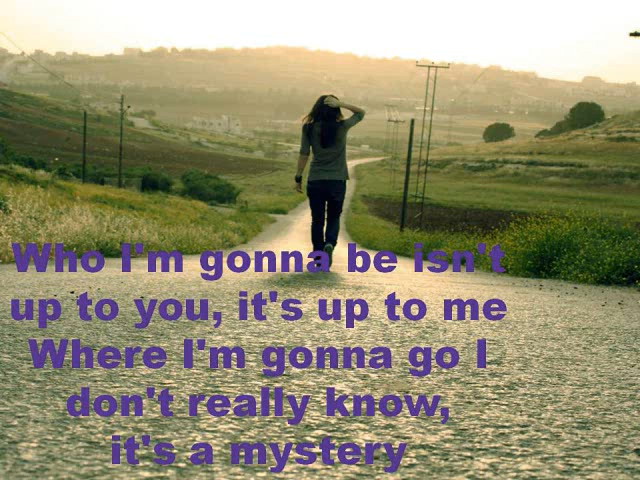 Who I'm gonna be isn't
up to you, it's up to me
Where I'm gonna go I
don't really know,
it's a mystery